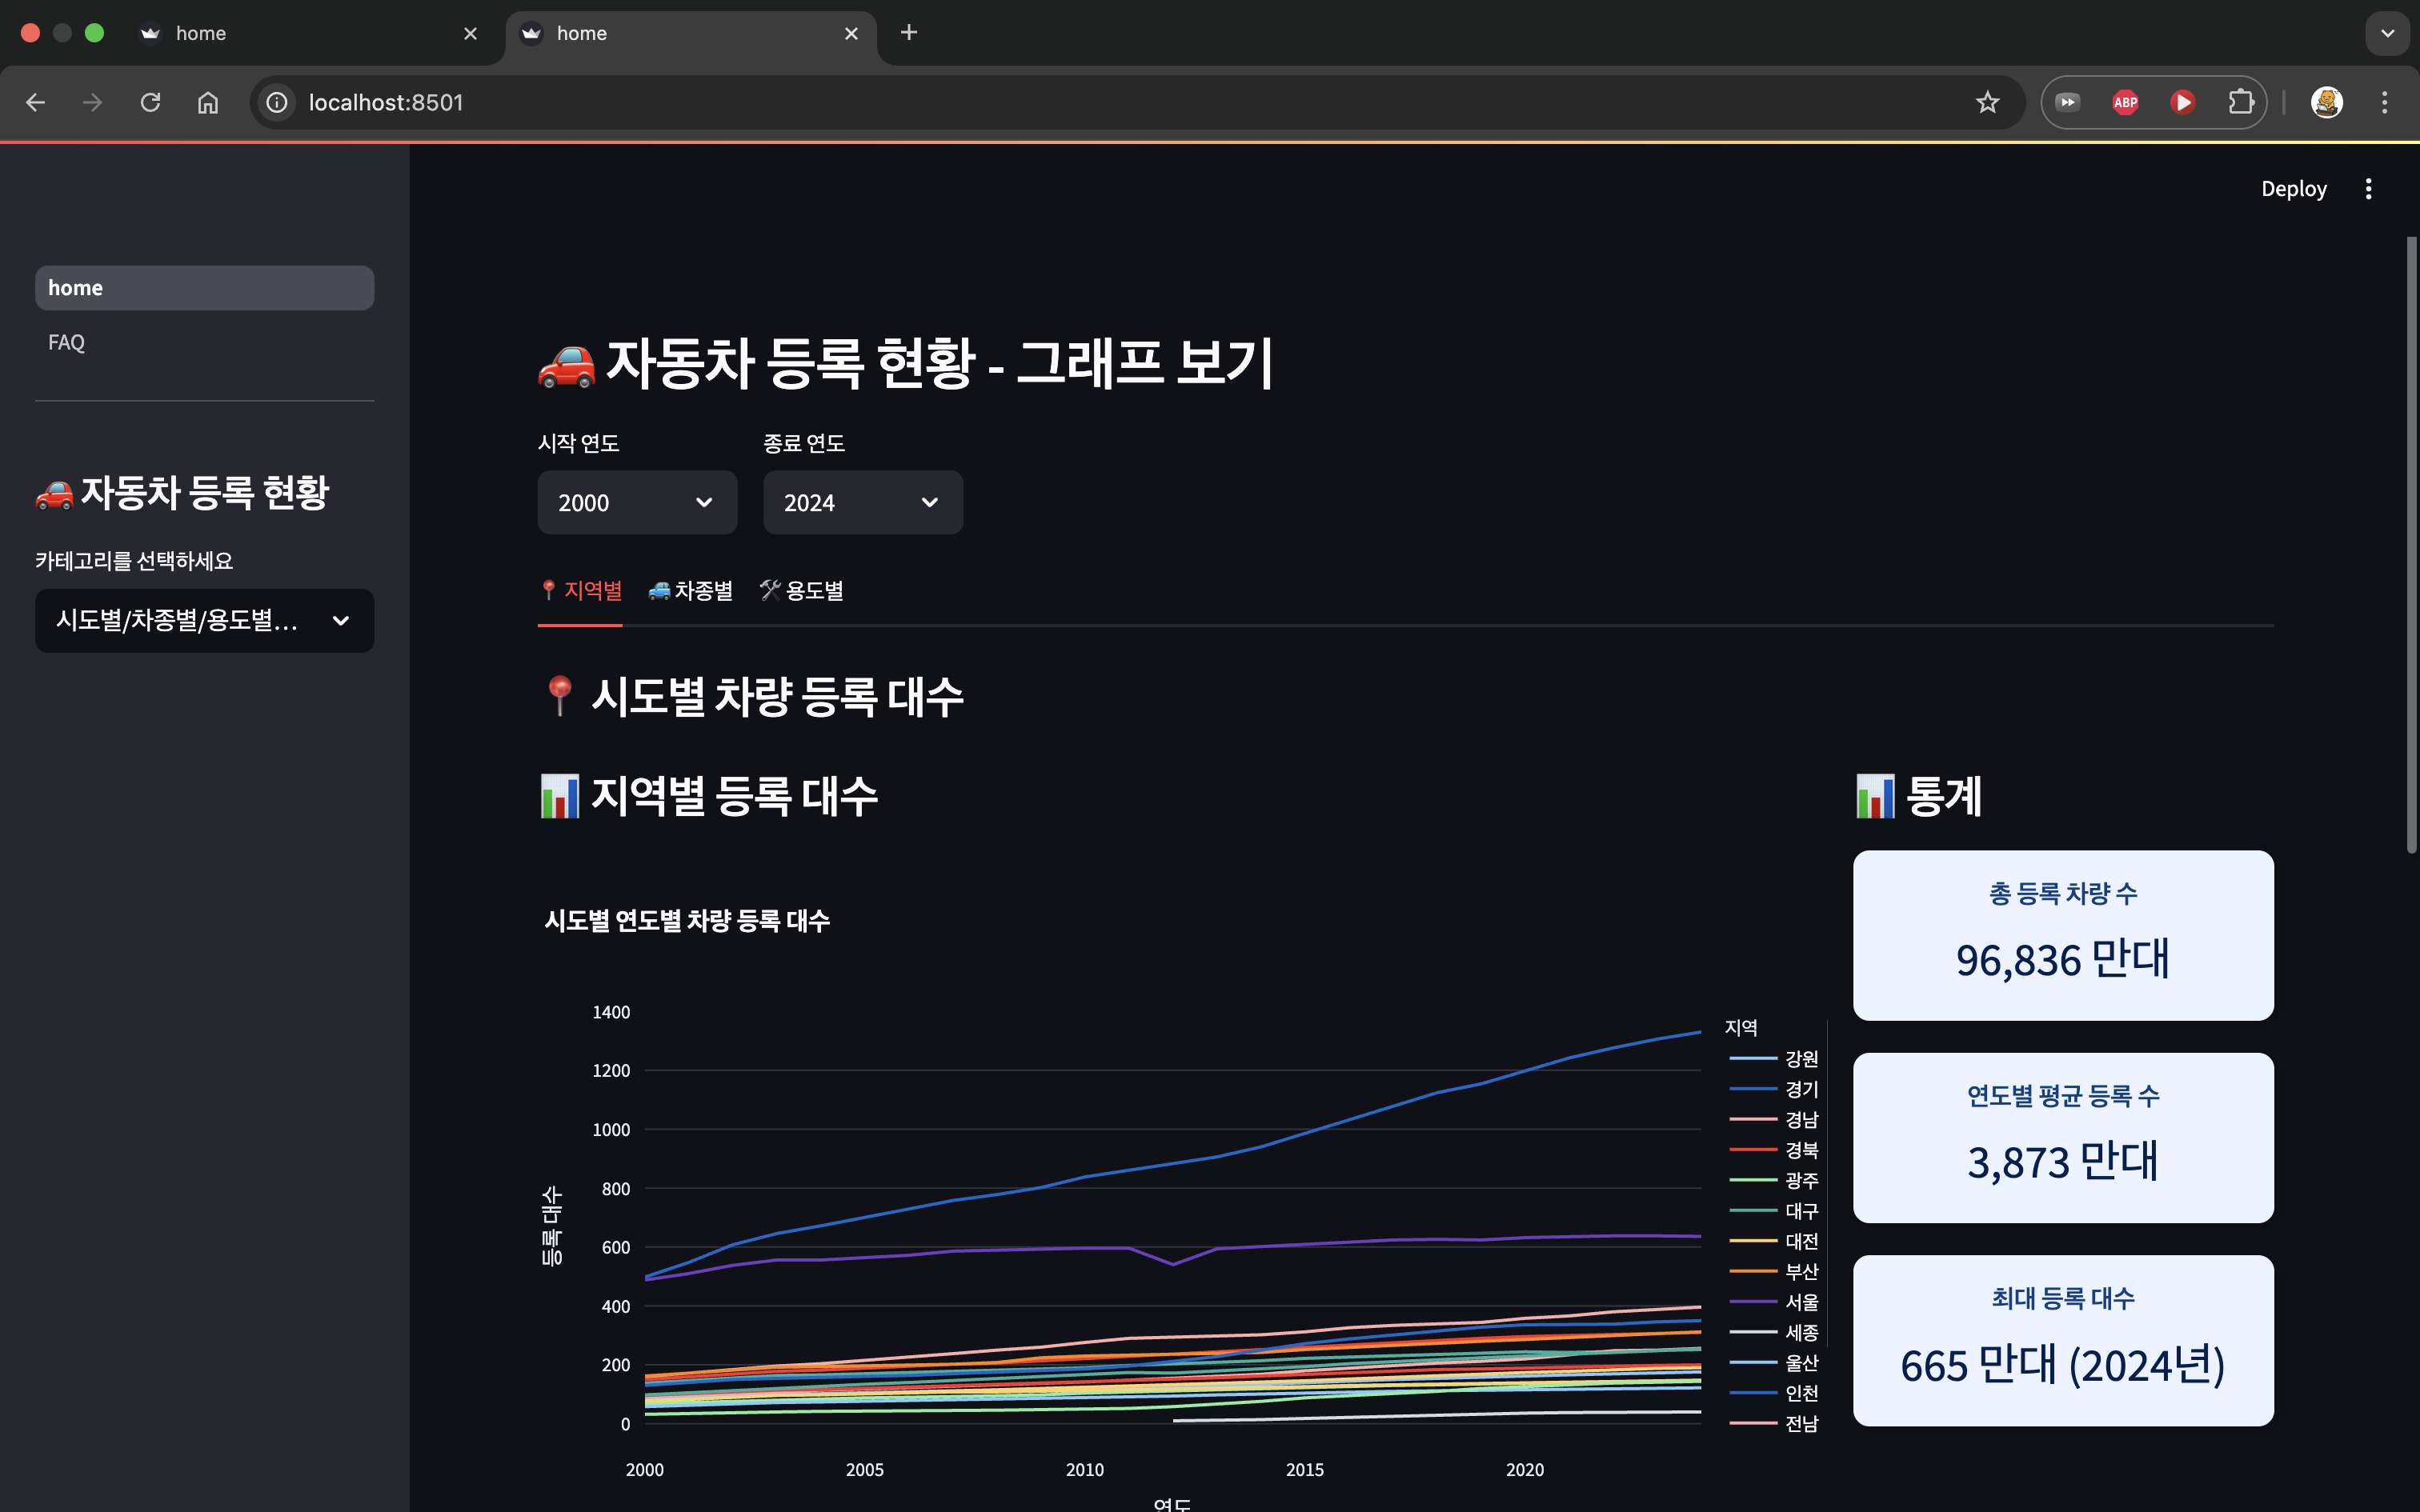 home
home
localhost:8501
ABP
Deploy
home
FAQ
자동차 등록 현황
카테고리를 선택하세요
시도별/차종별/용도별...
자동차 등록 현황 - 그래프 보기
시작 연도
종료 연도
2000
2024
지역별
차종별
용도별
시도별 차량 등록 대수
지역별 등록 대수
시도별 연도별 차량 등록 대수
1400
1200
1000
800
600
400
200
0
등록 대수
2000
2005
2010
2015
2020
연도
지역
강원
경기
경남
경북
광주
대구
대전
부산
서울
세종
울산
인천
전남
통계
총 등록 차량 수
96,836 만대
연도별 평균 등록 수
3,873 만대
최대 등록 대수
665 만대 (2024년)